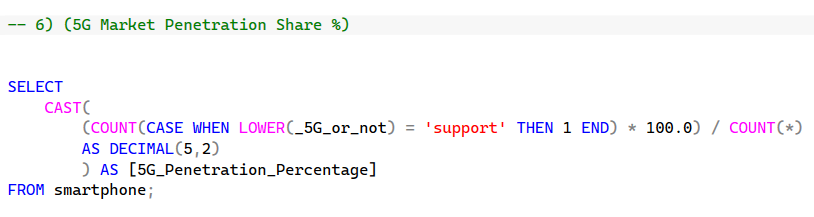 -- 6) (5G Market Penetration Share %)
SELECT
    CAST(
        (COUNT(CASE WHEN LOWER(_5G_or_not) = 'support' THEN 1 END) * 100.0) / COUNT(*)
        AS DECIMAL(5,2)
        ) AS [5G_Penetration_Percentage]
FROM smartphone;